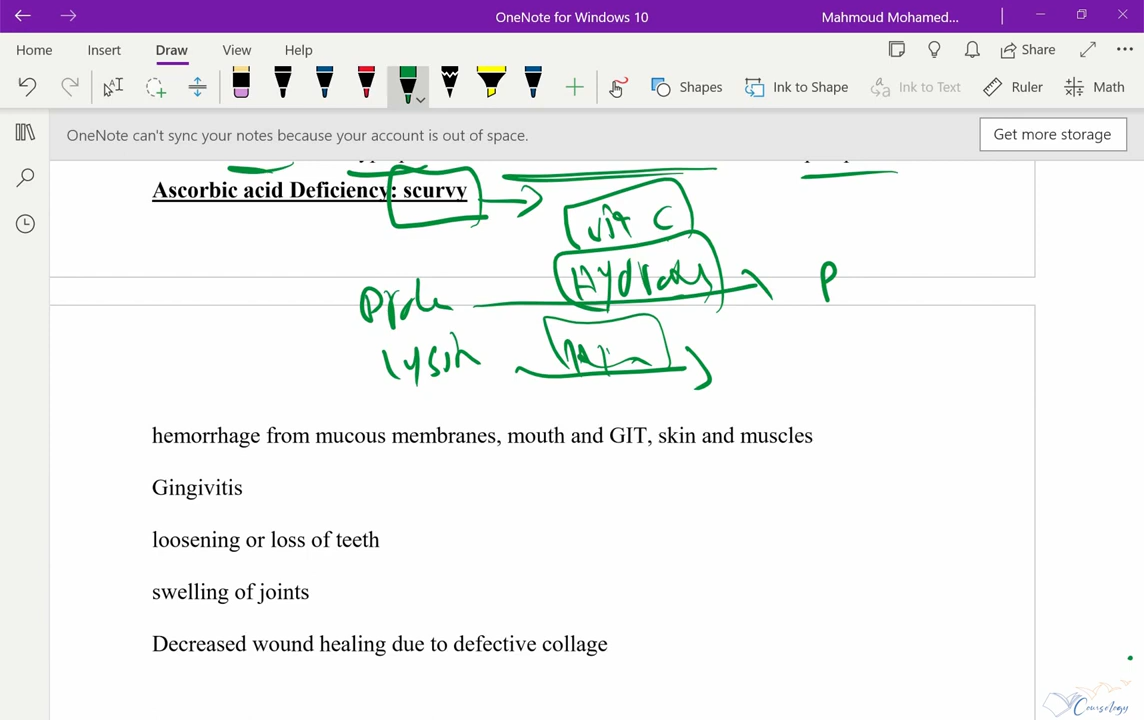 OneNote for Windows 10
Mahmoud Mohamed...
Home Insert Draw View Help
Share
Shapes Ink to Shape Ink to Text Ruler Math
OneNote can't sync your notes because your account is out of space.
Get more storage
Ascorbic acid Deficiency: scurvy
vit C
P
hemorrhage from mucous membranes, mouth and GIT, skin and muscles
Gingivitis
loosening or loss of teeth
swelling of joints
Decreased wound healing due to defective collage
Courseology